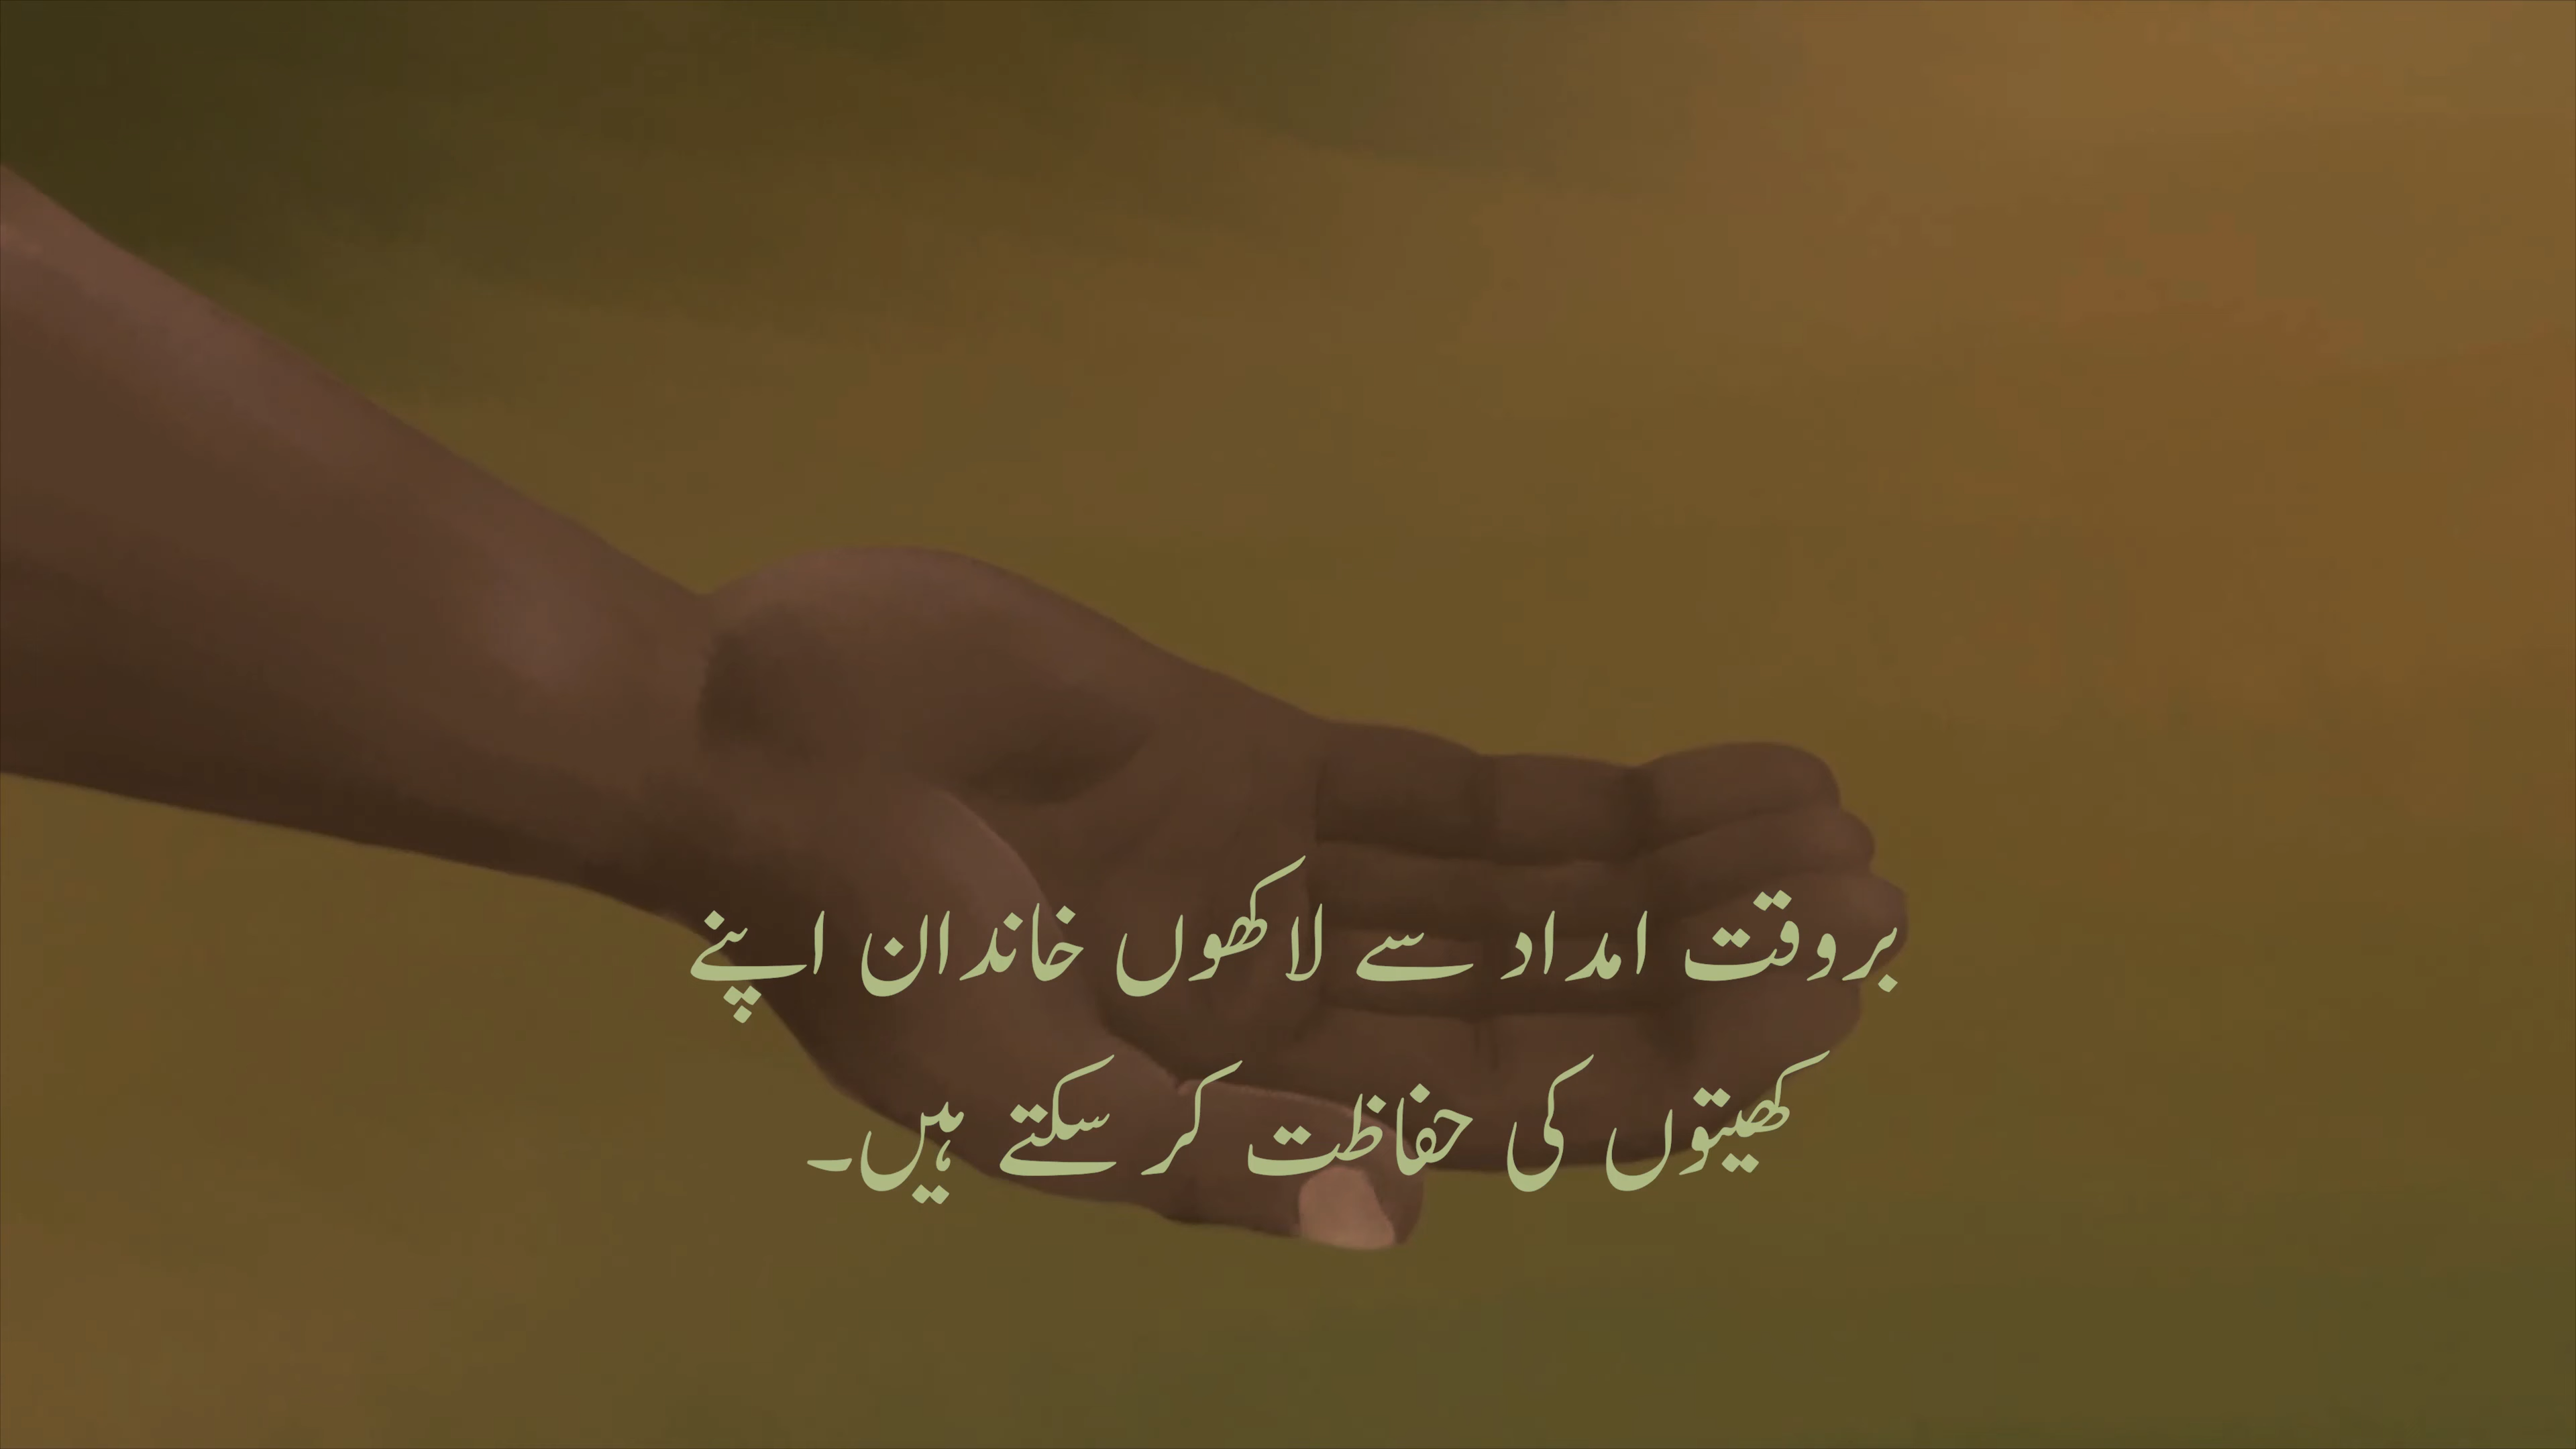 بروقت امداد سے لاکھوں خاندان اپنے
کھیتوں کی حفاظت کر سکتے ہیں۔